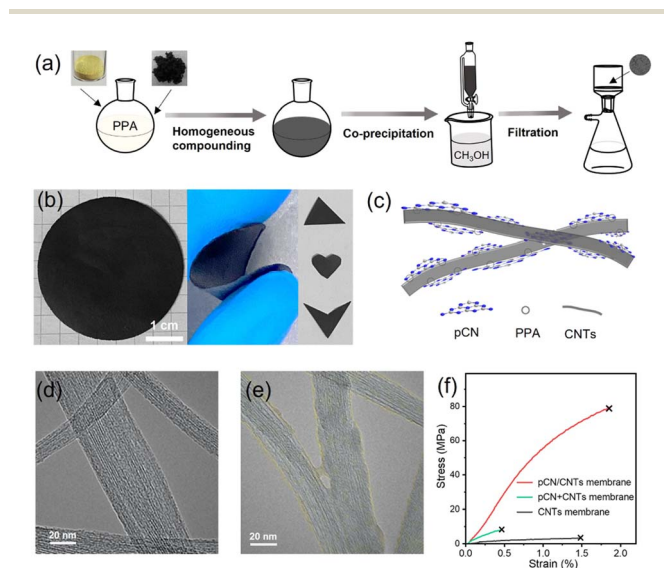 (a)
PPA
Homogeneous
compounding
Co-precipitation
CH₃OH
Filtration
(b)
1 cm
(c)
pCN
PPA
CNTs
(d)
20 nm
(e)
20 nm
(f)
Stress (MPa)
80
60
40
20
0
pCN/CNTs membrane
pCN+CNTs membrane
CNTs membrane
0.0
0.5
1.0
1.5
2.0
Strain (%)